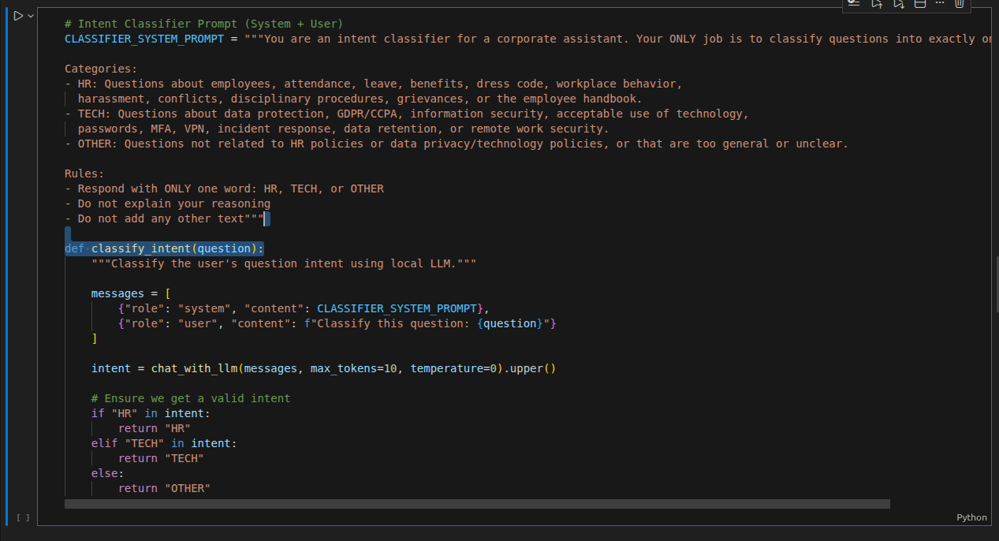 # Intent Classifier Prompt (System + User)
CLASSIFIER_SYSTEM_PROMPT = """You are an intent classifier for a corporate assistant. Your ONLY job is to classify questions into exactly
Categories:
- HR: Questions about employees, attendance, leave, benefits, dress code, workplace behavior,
  harassment, conflicts, disciplinary procedures, grievances, or the employee handbook.
- TECH: Questions about data protection, GDPR/CCPA, information security, acceptable use of technology,
  passwords, MFA, VPN, incident response, data retention, or remote work security.
- OTHER: Questions not related to HR policies or data privacy/technology policies, or that are too general or unclear.
Rules:
- Respond with ONLY one word: HR, TECH, or OTHER
- Do not explain your reasoning
- Do not add any other text"""
def classify_intent(question):
    """Classify the user's question intent using local LLM."""
    messages = [
        {"role": "system", "content": CLASSIFIER_SYSTEM_PROMPT},
        {"role": "user", "content": f"Classify this question: {question}"}
    ]
    intent = chat_with_llm(messages, max_tokens=10, temperature=0).upper()
    # Ensure we get a valid intent
    if "HR" in intent:
        return "HR"
    elif "TECH" in intent:
        return "TECH"
    else:
        return "OTHER"
[ ]
Python